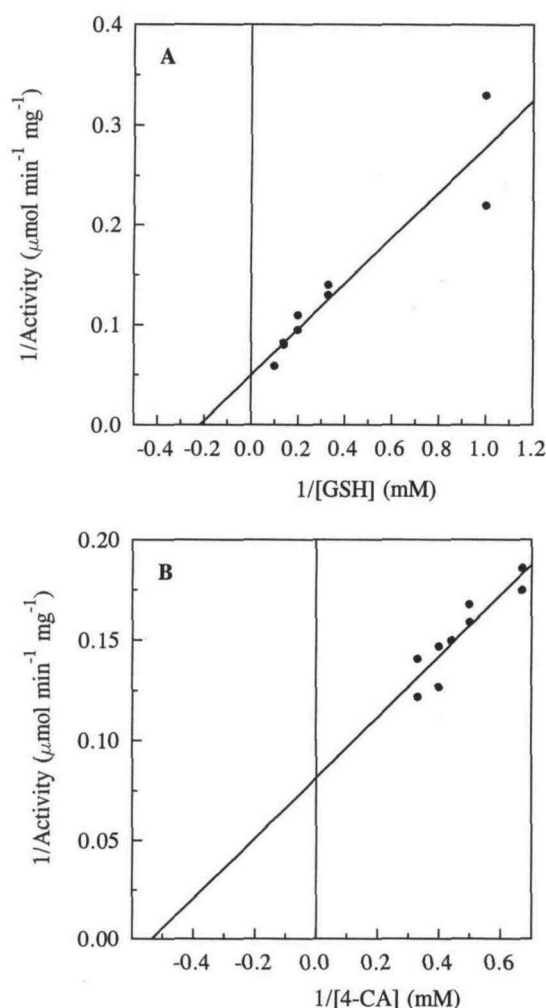 A
1/Activity (μmol min⁻¹ mg⁻¹)
0.4
0.3
0.2
0.1
0.0
-0.4 -0.2 0.0 0.2 0.4 0.6 0.8 1.0 1.2
1/[GSH] (mM)
B
1/Activity (μmol min⁻¹ mg⁻¹)
0.20
0.15
0.10
0.05
0.00
-0.4 -0.2 0.0 0.2 0.4 0.6
1/[4-CA] (mM)